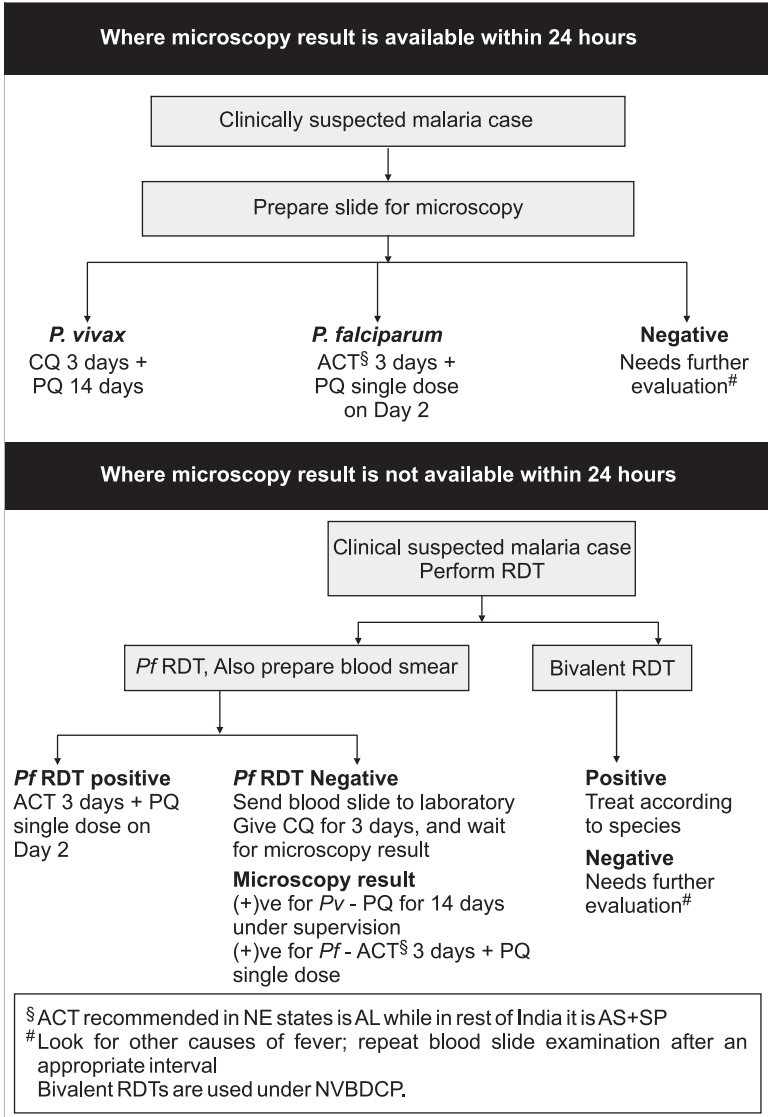 Where microscopy result is available within 24 hours
Clinically suspected malaria case
Prepare slide for microscopy
P. vivax
CQ 3 days +
PQ 14 days
P. falciparum
ACT§ 3 days +
PQ single dose
on Day 2
Negative
Needs further
evaluation#
Where microscopy result is not available within 24 hours
Clinical suspected malaria case
Perform RDT
Pf RDT, Also prepare blood smear
Bivalent RDT
Pf RDT positive
ACT 3 days + PQ
single dose on
Day 2
Pf RDT Negative
Send blood slide to laboratory
Give CQ for 3 days, and wait
for microscopy result
Microscopy result
(+)ve for Pv - PQ for 14 days
under supervision
(+)ve for Pf - ACT§ 3 days + PQ
single dose
Positive
Treat according
to species
Negative
Needs further
evaluation#
§ ACT recommended in NE states is AL while in rest of India it is AS+SP
# Look for other causes of fever; repeat blood slide examination after an
appropriate interval
Bivalent RDTs are used under NVBDCP.